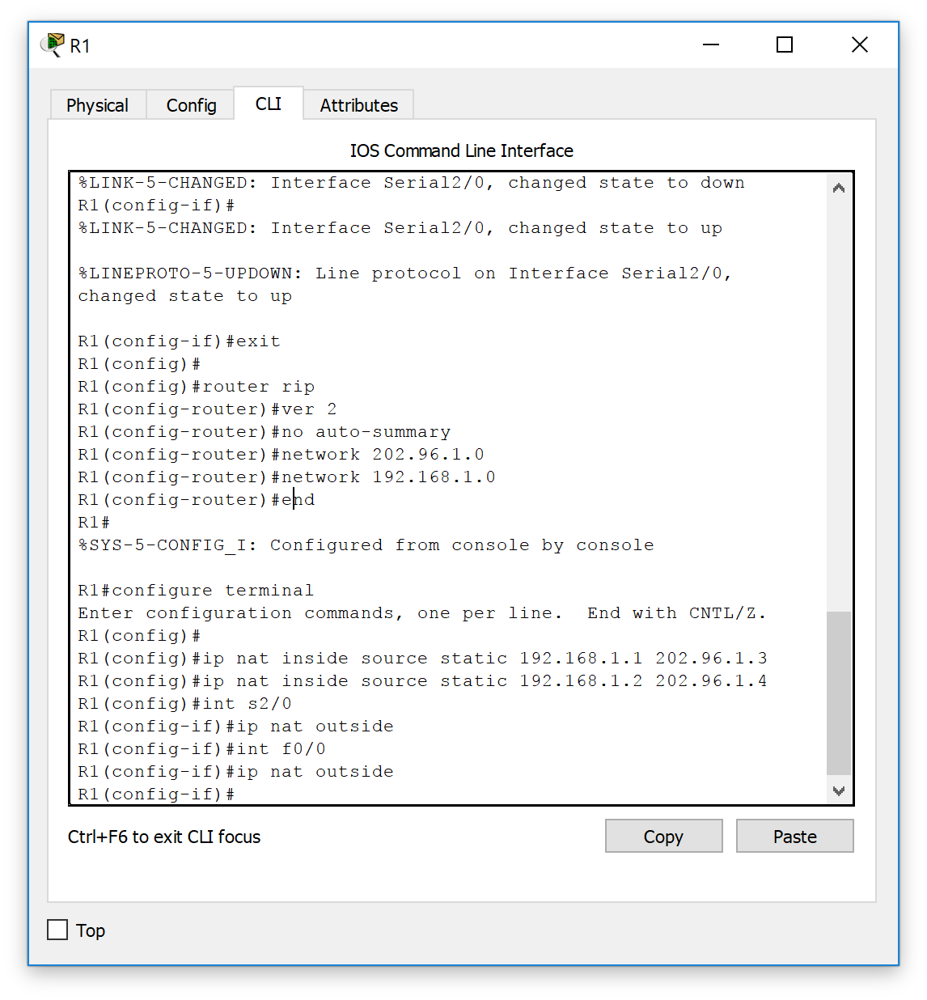 R1
Physical Config CLI Attributes
IOS Command Line Interface
%LINK-5-CHANGED: Interface Serial2/0, changed state to down
R1(config-if)#
%LINK-5-CHANGED: Interface Serial2/0, changed state to up
%LINEPROTO-5-UPDOWN: Line protocol on Interface Serial2/0,
changed state to up
R1(config-if)#exit
R1(config)#
R1(config)#router rip
R1(config-router)#ver 2
R1(config-router)#no auto-summary
R1(config-router)#network 202.96.1.0
R1(config-router)#network 192.168.1.0
R1(config-router)#end
R1#
%SYS-5-CONFIG_I: Configured from console by console
R1#configure terminal
Enter configuration commands, one per line.  End with CNTL/Z.
R1(config)#
R1(config)#ip nat inside source static 192.168.1.1 202.96.1.3
R1(config)#ip nat inside source static 192.168.1.2 202.96.1.4
R1(config)#int s2/0
R1(config-if)#ip nat outside
R1(config-if)#int f0/0
R1(config-if)#ip nat outside
R1(config-if)#
Ctrl+F6 to exit CLI focus Copy Paste
Top